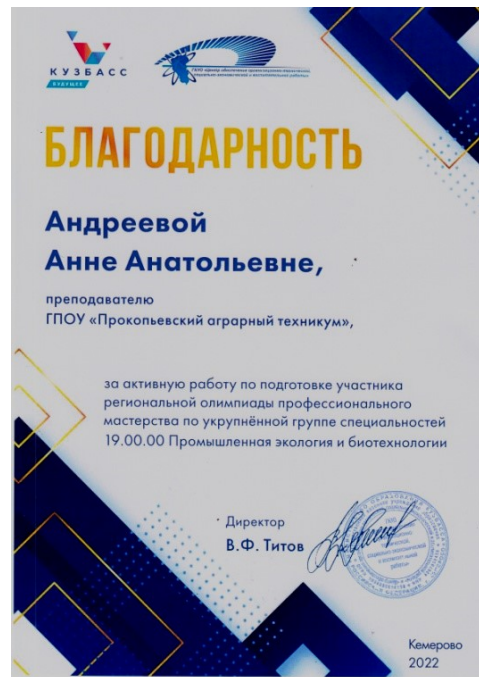 КУЗБАСС
БУДУЩЕЕ
БЛАГОДАРНОСТЬ
Андреевой
Анне Анатольевне,
преподавателю
ГПОУ «Прокопьевский аграрный техникум»,
за активную работу по подготовке участника
региональной олимпиады профессионального
мастерства по укрупнённой группе специальностей
19.00.00 Промышленная экология и биотехнологии
Директор
В.Ф. Титов
Кемерово
2022